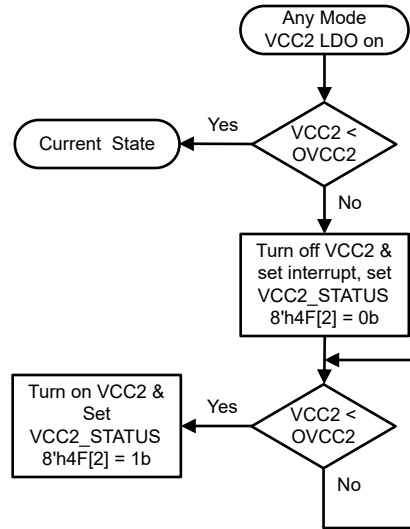 Any Mode
VCC2 LDO on
Yes
Current  State
VCC2 <
OVCC2
No
Turn off VCC2 &
set interrupt, set
VCC2_STATUS
8'h4F[2] = 0b
Turn on VCC2 &
Set
VCC2_STATUS
8'h4F[2] = 1b
Yes
VCC2 <
OVCC2
No